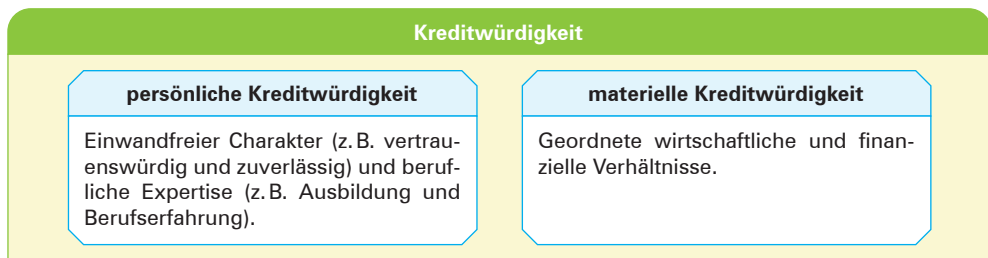 Kreditwürdigkeit
persönliche Kreditwürdigkeit
Einwandfreier Charakter (z. B. vertrau-
enswürdig und zuverlässig) und beruf-
liche Expertise (z. B. Ausbildung und
Berufserfahrung).
materielle Kreditwürdigkeit
Geordnete wirtschaftliche und finan-
zielle Verhältnisse.